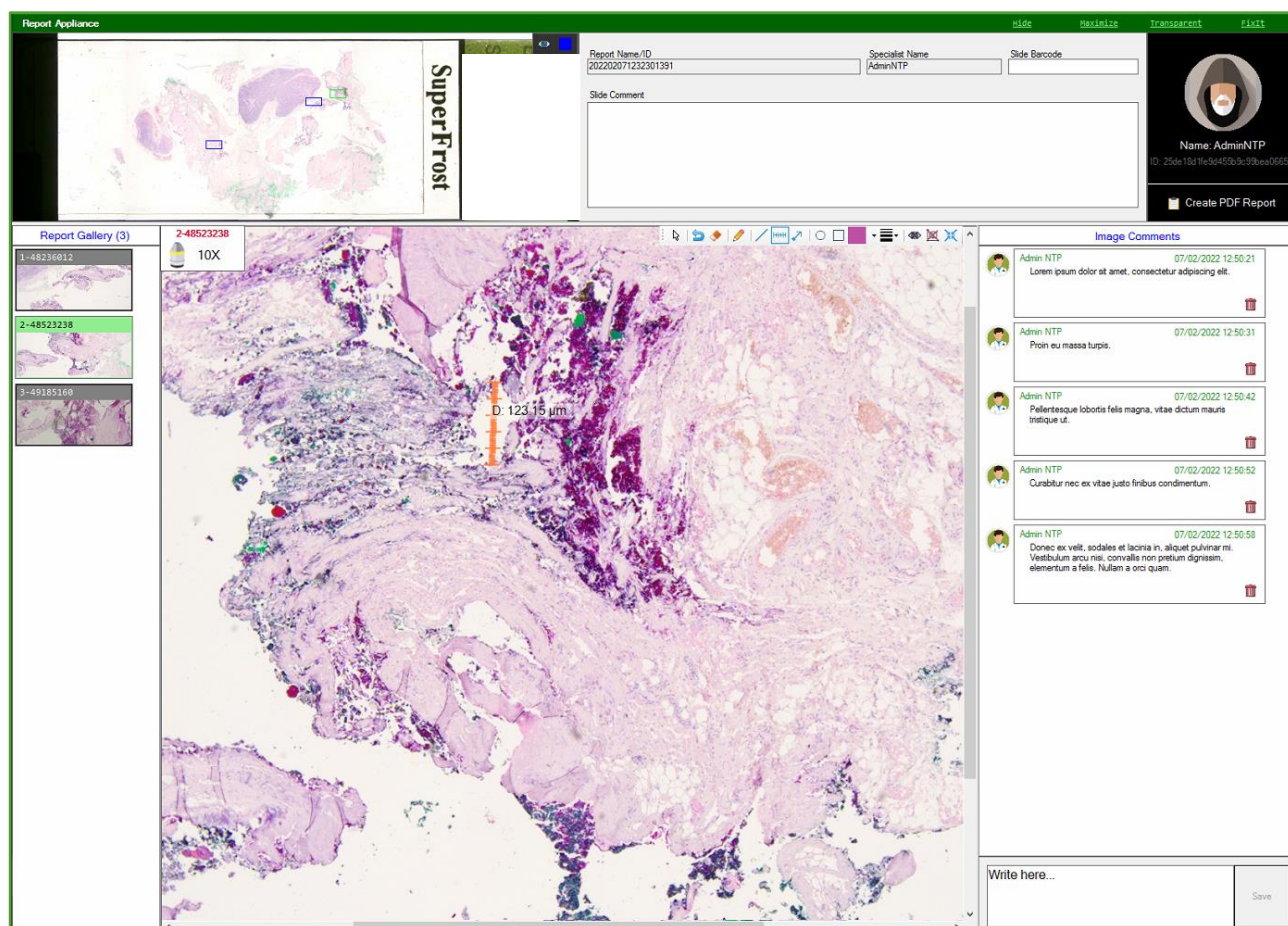 Report Appliance
Hide
Maximize
Transparent
FixIt
SuperFrost
Report Name/ID
202202071232301391
Specialist Name
AdminNTP
Slide Barcode
Slide Comment
Name: AdminNTP
ID: 25de18d1fe9d455b9c99bea0665
Create PDF Report
Report Gallery (3)
1-48236012
2-48523238
3-49185160
2-48523238
10X
D: 123.15 µm
Image Comments
Admin NTP 07/02/2022 12:50:21
Lorem ipsum dolor sit amet, consectetur adipiscing elit.
Admin NTP 07/02/2022 12:50:31
Proin eu massa turpis.
Admin NTP 07/02/2022 12:50:42
Pellentesque lobortis felis magna, vitae dictum mauris
tristique ut.
Admin NTP 07/02/2022 12:50:52
Curabitur nec ex vitae justo finibus condimentum.
Admin NTP 07/02/2022 12:50:58
Donec ex velit, sodales et lacinia in, aliquet pulvinar mi.
Vestibulum arcu nisi, convallis non pretium dignissim,
elementum a felis. Nullam a orci quam.
Write here...
Save